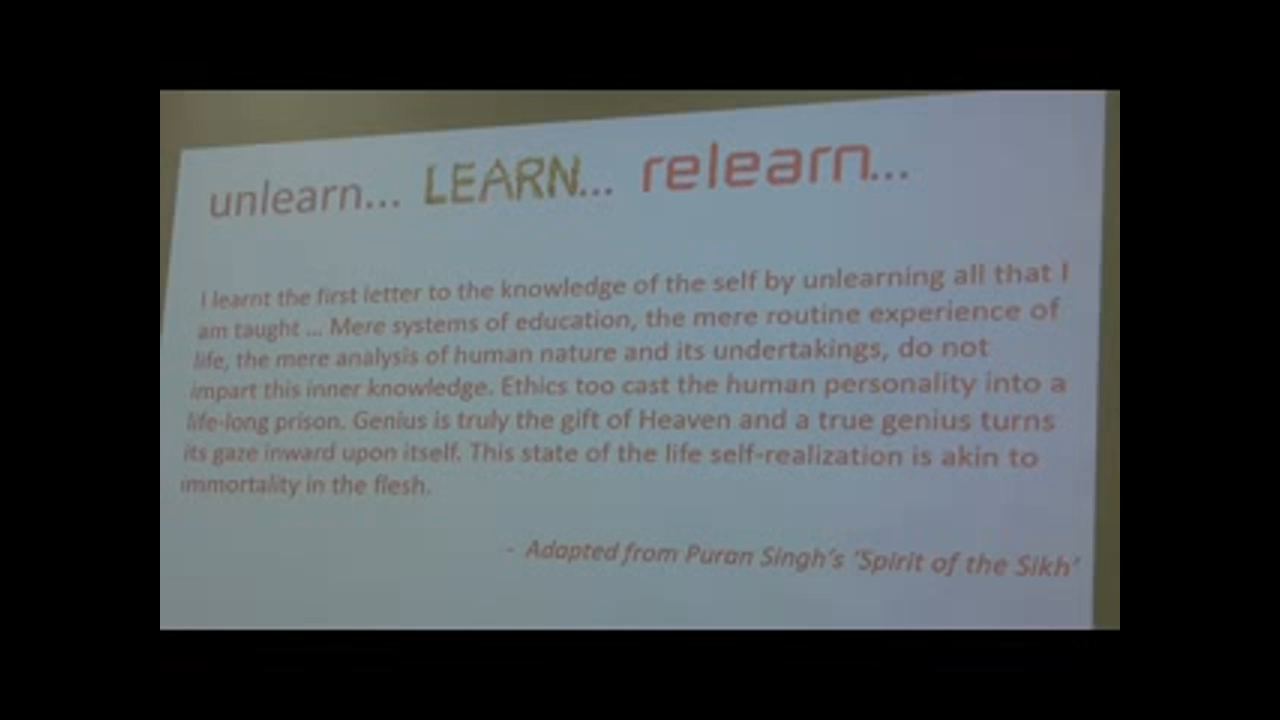 unlearn... LEARN... relearn...
I learnt the first letter to the knowledge of the self by unlearning all that I
am taught ... Mere systems of education, the mere routine experience of
life, the mere analysis of human nature and its undertakings, do not
impart this inner knowledge. Ethics too cast the human personality into a
life-long prison. Genius is truly the gift of Heaven and a true genius turns
its gaze inward upon itself. This state of the life self-realization is akin to
immortality in the flesh.
- Adapted from Puran Singh's 'Spirit of the Sikh'